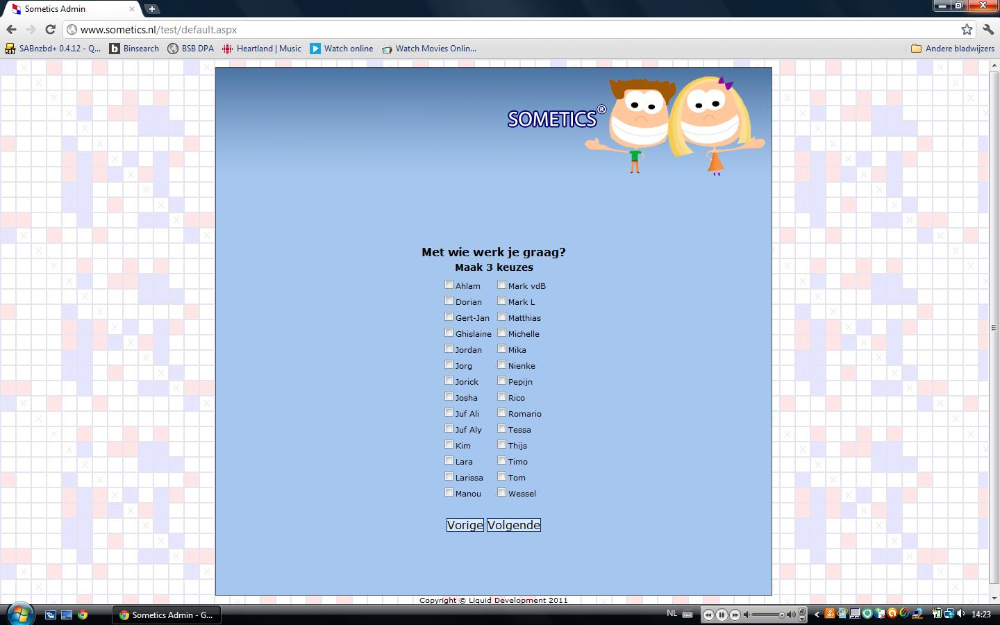 Sometics Admin
www.sometics.nl/test/default.aspx
SABnzbd+ 0.4.12 - Q... Binsearch BSB DPA Heartland | Music Watch online Watch Movies Onlin... Andere bladwijzers
SOMETICS®
Met wie werk je graag?
Maak 3 keuzes
Ahlam Mark vdB
Dorian Mark L
Gert-Jan Matthias
Ghislaine Michelle
Jordan Mika
Jorg Nienke
Jorick Pepijn
Josha Rico
Juf Ali Romario
Juf Aly Tessa
Kim Thijs
Lara Timo
Larissa Tom
Manou Wessel
Vorige Volgende
Copyright © Liquid Development 2011
Sometics Admin - G... NL 14:23